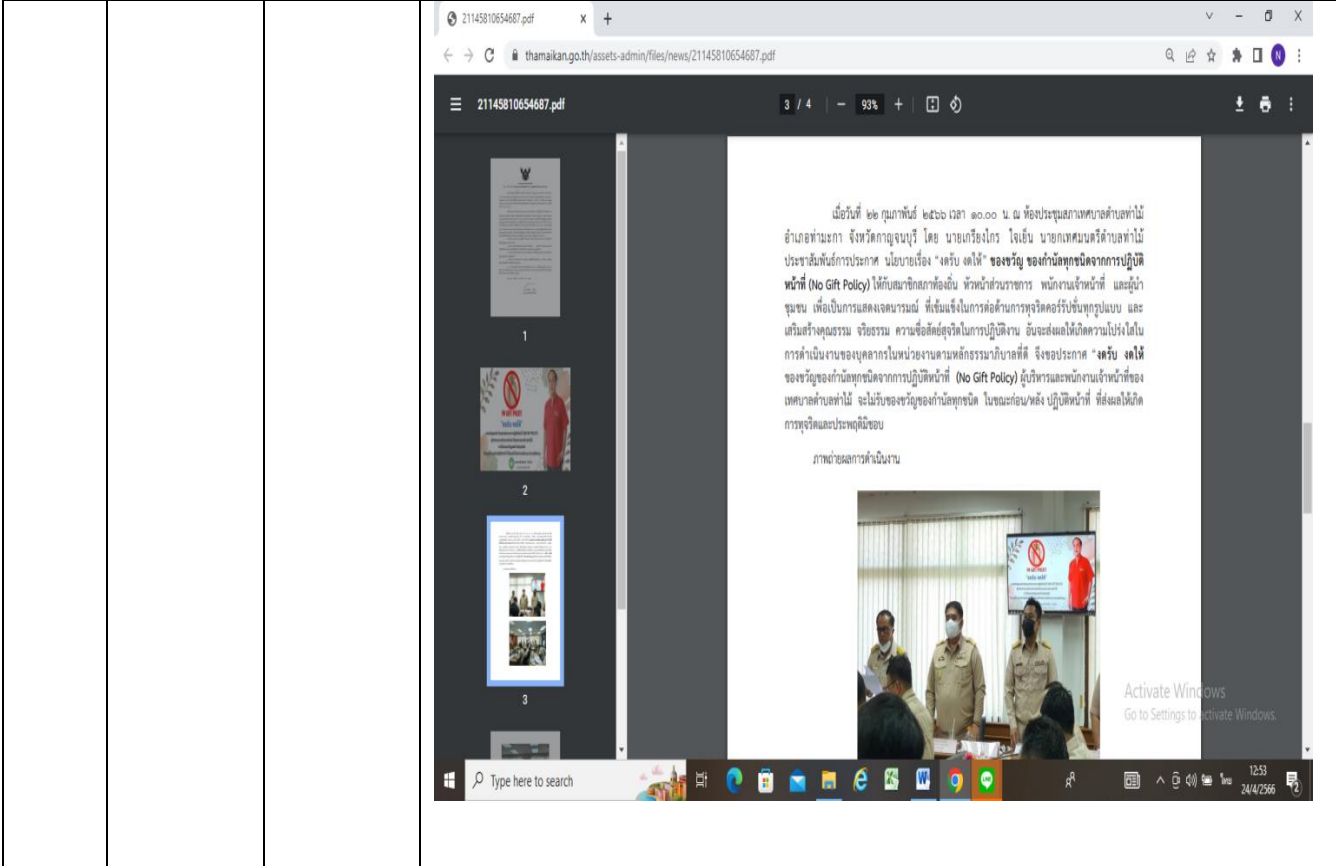 21145810654687.pdf
thamaikan.go.th/assets-admin/files/news/21145810654687.pdf
21145810654687.pdf
3 / 4
93%
1
2
3
เมื่อวันที่ ๒๒ กุมภาพันธ์ ๒๕๖๖ เวลา ๑๐.๐๐ น. ณ ห้องประชุมสภาเทศบาลตำบลท่าไม้
อำเภอท่ามะกา จังหวัดกาญจนบุรี โดย นายเกรียงไกร ใจเย็น นายกเทศมนตรีตำบลท่าไม้
ประชาสัมพันธ์การประกาศ นโยบายเรื่อง "งดรับ งดให้" ของขวัญ ของกำนัลทุกชนิดจากการปฏิบัติ
หน้าที่ (No Gift Policy) ให้กับสมาชิกสภาท้องถิ่น หัวหน้าส่วนราชการ พนักงานเจ้าหน้าที่ และผู้นำ
ชุมชน เพื่อเป็นการแสดงเจตนารมณ์ ที่เข้มแข็งในการต่อต้านการทุจริตคอร์รัปชั่นทุกรูปแบบ และ
เสริมสร้างคุณธรรม จริยธรรม ความซื่อสัตย์สุจริตในการปฏิบัติงาน อันจะส่งผลให้เกิดความโปร่งใสใน
การดำเนินงานของบุคลากรในหน่วยงานตามหลักธรรมาภิบาลที่ดี จึงขอประกาศ "งดรับ งดให้
ของขวัญของกำนัลทุกชนิดจากการปฏิบัติหน้าที่ (No Gift Policy) ผู้บริหารและพนักงานเจ้าหน้าที่ของ
เทศบาลตำบลท่าไม้ จะไม่รับของขวัญของกำนัลทุกชนิด ในขณะก่อน/หลัง ปฏิบัติหน้าที่ ที่ส่งผลให้เกิด
การทุจริตและประพฤติมิชอบ
ภาพถ่ายผลการดำเนินงาน
NO GIFT POLICY
"งดรับ งดให้"
Activate Windows
Go to Settings to activate Windows.
Type here to search
ไทย
12:53
24/4/2566